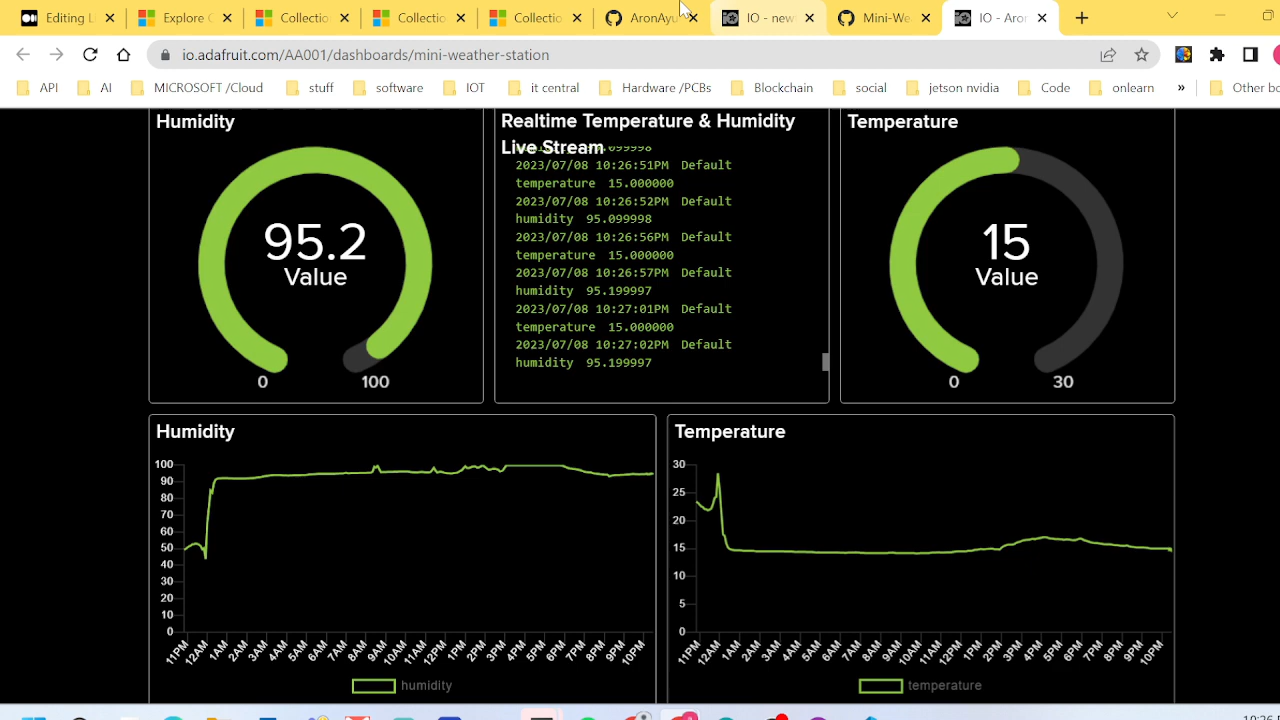 Editing L
Explore C
Collectio
Collectio
Collectio
AronAyu
IO - new
Mini-We
IO - Aror
io.adafruit.com/AA001/dashboards/mini-weather-station
API
AI
MICROSOFT /Cloud
stuff
software
IOT
it central
Hardware /PCBs
Blockchain
social
jetson nvidia
Code
onlearn
»
Other bo
Humidity
95.2
Value
0
100
Realtime Temperature & Humidity
Live Stream
2023/07/08 10:26:51PM Default
temperature 15.000000
2023/07/08 10:26:52PM Default
humidity 95.099998
2023/07/08 10:26:56PM Default
temperature 15.000000
2023/07/08 10:26:57PM Default
humidity 95.199997
2023/07/08 10:27:01PM Default
temperature 15.000000
2023/07/08 10:27:02PM Default
humidity 95.199997
Temperature
15
Value
0
30
Humidity
100
90
80
70
60
50
40
30
20
10
0
11PM 12AM 1AM 2AM 3AM 4AM 5AM 6AM 7AM 8AM 9AM 10AM 11AM 12PM 1PM 2PM 3PM 4PM 5PM 6PM 7PM 8PM 9PM 10PM
humidity
Temperature
30
25
20
15
10
5
0
11PM 12AM 1AM 2AM 3AM 4AM 5AM 6AM 7AM 8AM 9AM 10AM 11AM 12PM 1PM 2PM 3PM 4PM 5PM 6PM 7PM 8PM 9PM 10PM
temperature